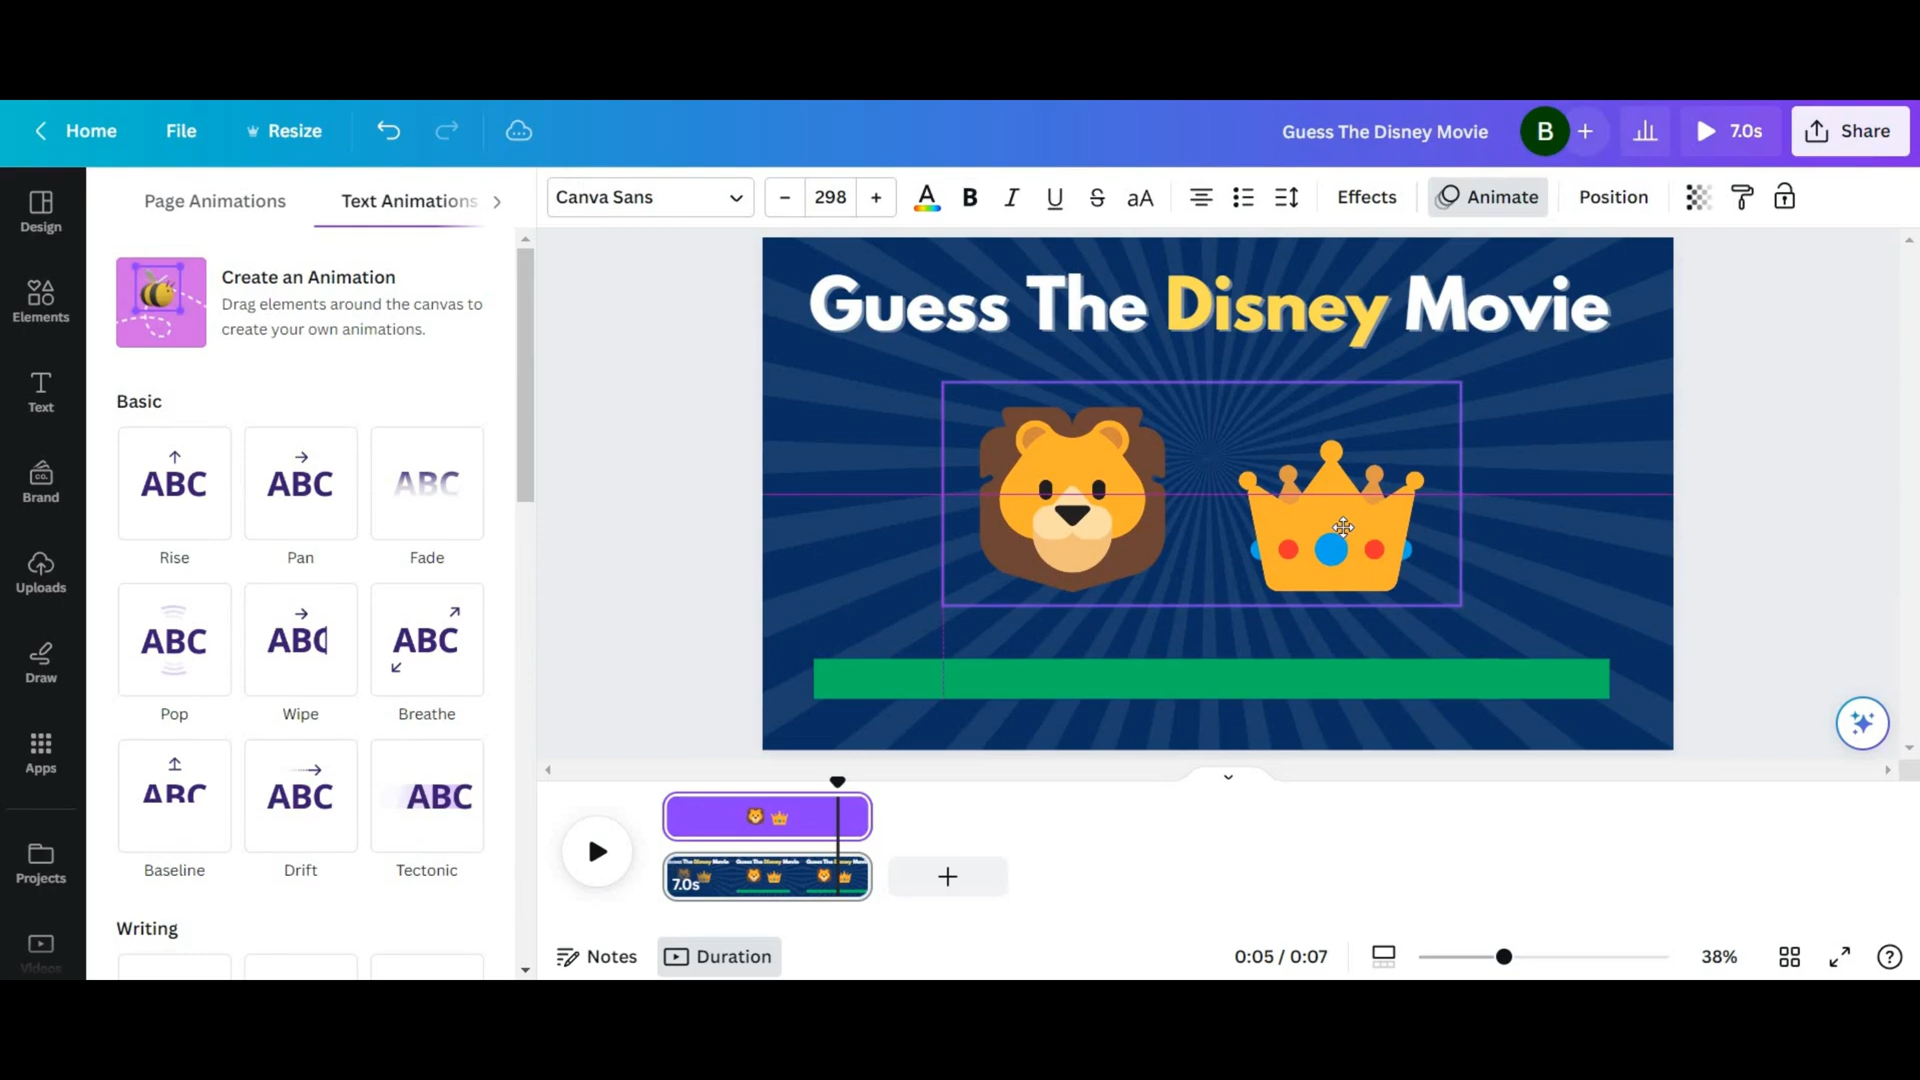 Home File Resize Guess The Disney Movie B 7.0s Share
Canva Sans 298 A B I U S aA Effects Animate Position
Design
Elements
Text
Brand
Uploads
Draw
Apps
Projects
Videos
Page Animations Text Animations
Create an Animation
Drag elements around the canvas to
create your own animations.
Basic
ABC ABC ABC
Rise Pan Fade
ABC ABC ABC
Pop Wipe Breathe
ABC ABC ABC
Baseline Drift Tectonic
Writing
Guess The Disney Movie
7.0s
Notes Duration 0:05 / 0:07 38%